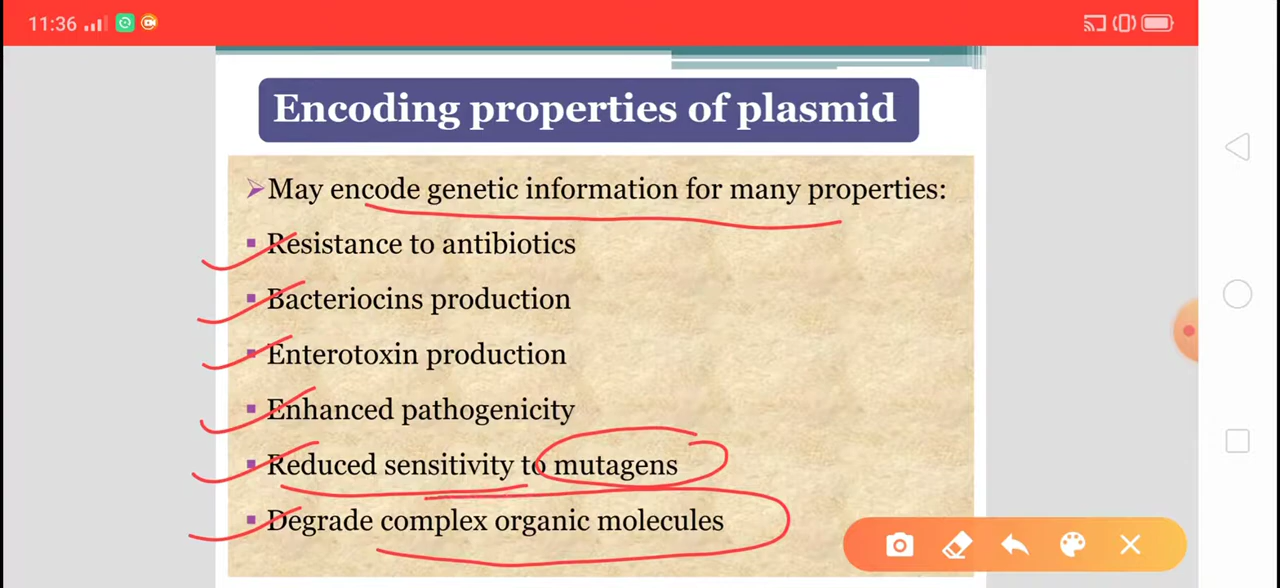 11:36
Encoding properties of plasmid
May encode genetic information for many properties:
Resistance to antibiotics
Bacteriocins production
Enterotoxin production
Enhanced pathogenicity
Reduced sensitivity to mutagens
Degrade complex organic molecules